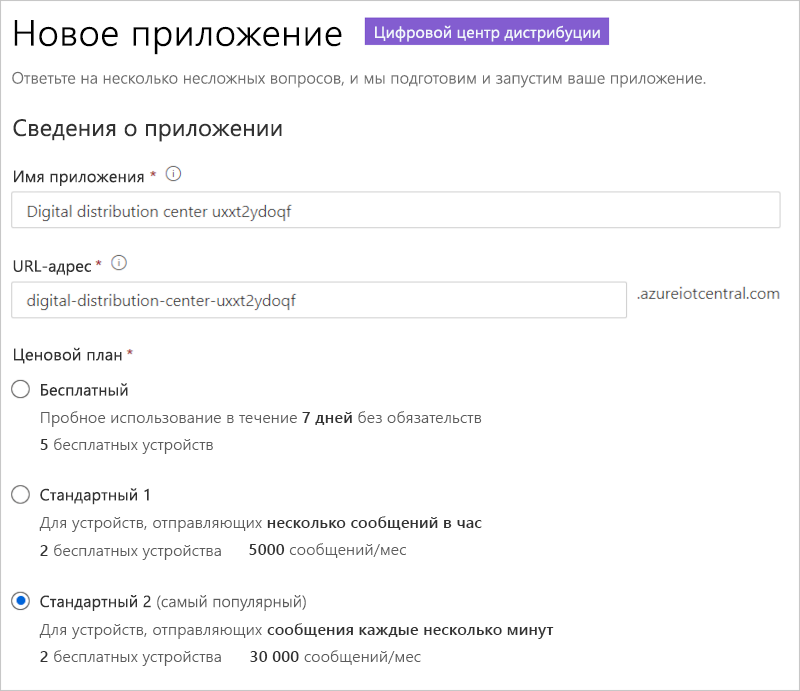 Новое приложение Цифровой центр дистрибуции
Ответьте на несколько несложных вопросов, и мы подготовим и запустим ваше приложение.
Сведения о приложении
Имя приложения *
Digital distribution center uxxt2ydoqf
URL-адрес *
digital-distribution-center-uxxt2ydoqf .azureiotcentral.com
Ценовой план *
Бесплатный
Пробное использование в течение 7 дней без обязательств
5 бесплатных устройств
Стандартный 1
Для устройств, отправляющих несколько сообщений в час
2 бесплатных устройства 5000 сообщений/мес
Стандартный 2 (самый популярный)
Для устройств, отправляющих сообщения каждые несколько минут
2 бесплатных устройства 30 000 сообщений/мес